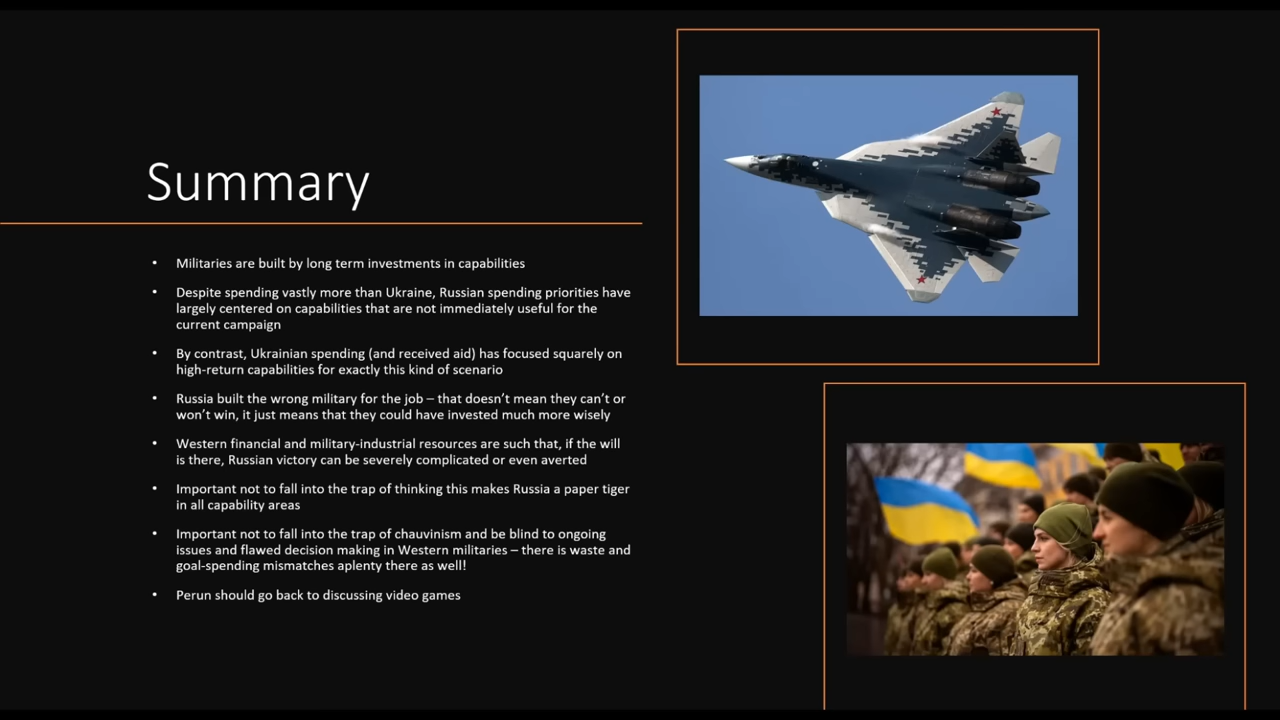 Summary
• Militaries are built by long term investments in capabilities
• Despite spending vastly more than Ukraine, Russian spending priorities have
largely centered on capabilities that are not immediately useful for the
current campaign
• By contrast, Ukrainian spending (and received aid) has focused squarely on
high-return capabilities for exactly this kind of scenario
• Russia built the wrong military for the job – that doesn't mean they can't or
won't win, it just means that they could have invested much more wisely
• Western financial and military-industrial resources are such that, if the will
is there, Russian victory can be severely complicated or even averted
• Important not to fall into the trap of thinking this makes Russia a paper tiger
in all capability areas
• Important not to fall into the trap of chauvinism and be blind to ongoing
issues and flawed decision making in Western militaries – there is waste and
goal-spending mismatches aplenty there as well!
• Perun should go back to discussing video games